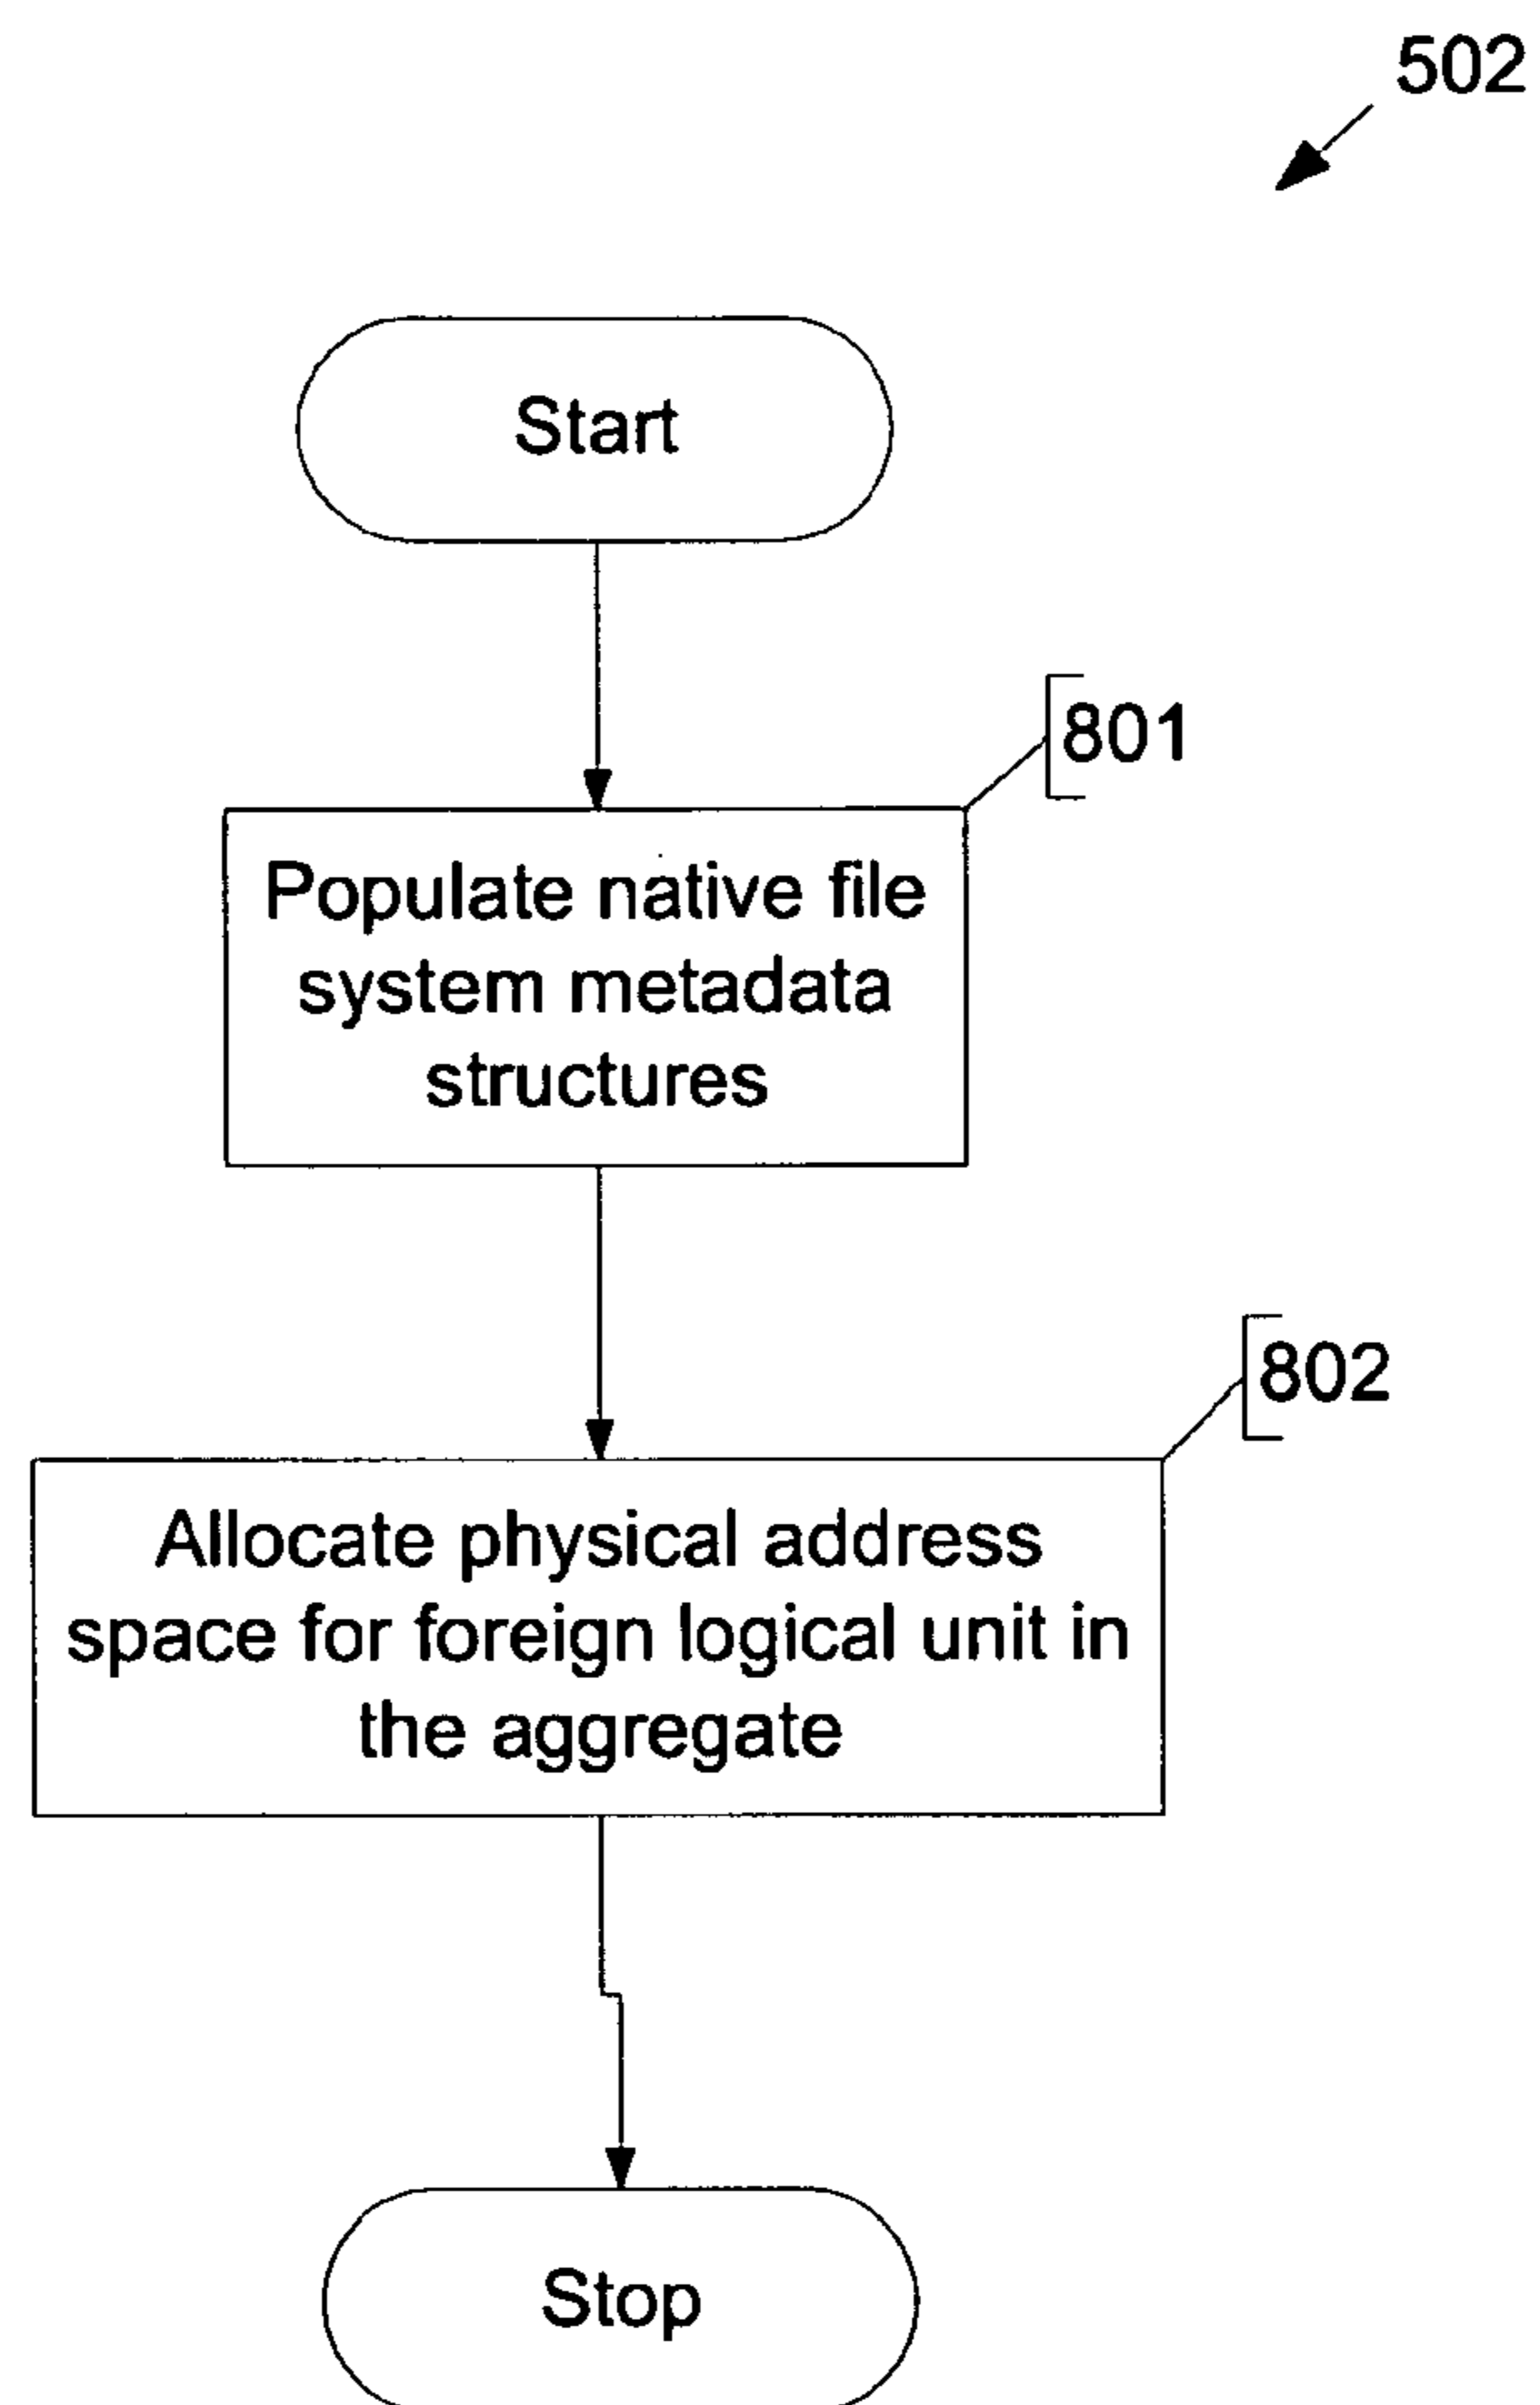 502
Start
801
Populate native file
system metadata
structures
802
Allocate physical address
space for foreign logical unit in
the aggregate
Stop